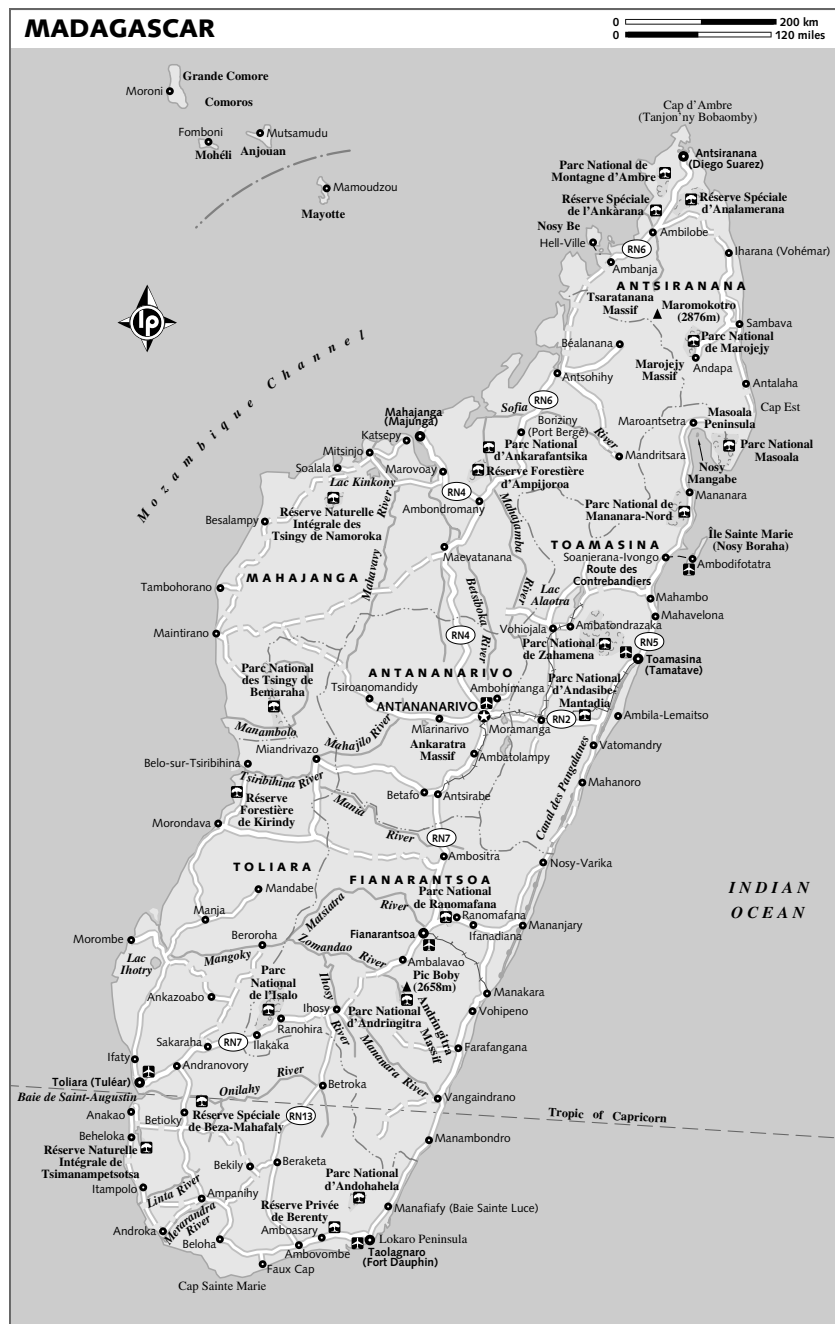 MADAGASCAR
0 200 km
0 120 miles
Grande Comore
Moroni
Comoros
Fomboni
Mutsamudu
Mohéli
Anjouan
Mamoudzou
Mayotte
Cap d'Ambre
(Tanjon'ny Bobaomby)
Antsiranana
(Diego Suarez)
Parc National de
Montagne d'Ambre
Réserve Spéciale
de l'Ankàrana
Réserve Spéciale
d'Analamerana
Nosy Be
Hell-Ville
Ambilobe
RN6
Iharana (Vohémar)
Ambanja
ANTSIRANANA
Tsaratanana
Massif
Maromokotro
(2876m)
lp
Sambava
Béalanana
Parc National
de Marojejy
Marojejy
Massif
Andapa
Antsohihy
Antalaha
Mozambique Channel
RN6
Sofia
River
Cap Est
Mahajanga
(Majunga)
Boriziny
(Port Bergé)
Maroantsetra
Masoala
Peninsula
Katsepy
Mitsinjo
Parc National
d'Ankarafantsika
Parc National
Masoala
Mandritsara
Soalala
Marovoay
Réserve Forestière
d'Ampijoroa
Nosy
Mangabe
Lac Kinkony
RN4
Mananara
Réserve Naturelle
Intégrale des
Tsingy de Namoroka
Ambondromany
Parc National de
Mananara-Nord
Besalampy
Mahavavy
River
Mahajamba
River
Île Sainte Marie
(Nosy Boraha)
Maevatanana
TOAMASINA
Soanierana-Ivongo
Ambodifotatra
Route des
Contrebandiers
MAHAJANGA
Tambohorano
Betsiboka River
Lac
Alaotra
Mahambo
Mahavelona
Maintirano
RN4
Vohiojala
Ambatondrazaka
RN5
Parc National
de Zahamena
Toamasina
(Tamatave)
Parc National
des Tsingy de
Bemaraha
ANTANANARIVO
Tsiroanomandidy
Ambohimanga
Parc National
d'Andasibe-
Mantadia
ANTANANARIVO
Manambolo
Mahajilo River
Miarinarivo
Moramanga
RN2
Ambila-Lemaitso
Miandrivazo
Ankaratra
Massif
Ambatolampy
Vatomandry
Belo-sur-Tsiribihina
Tsiribihina River
Canal des Pangalanes
Mahanoro
Réserve
Forestière
de Kirindy
Betafo
Antsirabe
Mania
River
Morondava
RN7
Ambositra
Nosy-Varika
TOLIARA
FIANARANTSOA
INDIAN
OCEAN
Mandabe
Matsiatra
River
Parc National
de Ranomafana
Manja
Ranomafana
Ifanadiana
Mananjary
Morombe
Beroroha
Zomandao
River
Fianarantsoa
Lac
Ihotry
Mangoky
Ambalavao
Parc
National
de l'Isalo
Ihosy
River
Pic Boby
(2658m)
Manakara
Ankazoabo
Ihosy
Parc National
d'Andringitra
Andringitra
Massif
Vohipeno
Ranohira
Sakaraha
RN7
Ilakaka
Mananara River
Farafangana
Ifaty
Andranovory
Toliara (Tuléar)
Onilahy
River
Betroka
Baie de Saint-Augustin
Vangaindrano
Tropic of Capricorn
Anakao
Betioky
Réserve Spéciale
de Beza-Mahafaly
RN13
Beheloka
Manambondro
Réserve Naturelle
Intégrale de
Tsimanampetsotsa
Bekily
Beraketa
Parc National
d'Andohahela
Itampolo
Linta River
Ampanihy
Réserve Privée
de Berenty
Manafiafy (Baie Sainte Luce)
Androka
Merarandra
River
Beloha
Amboasary
Lokaro Peninsula
Ambovombe
Taolagnaro
(Fort Dauphin)
Faux Cap
Cap Sainte Marie